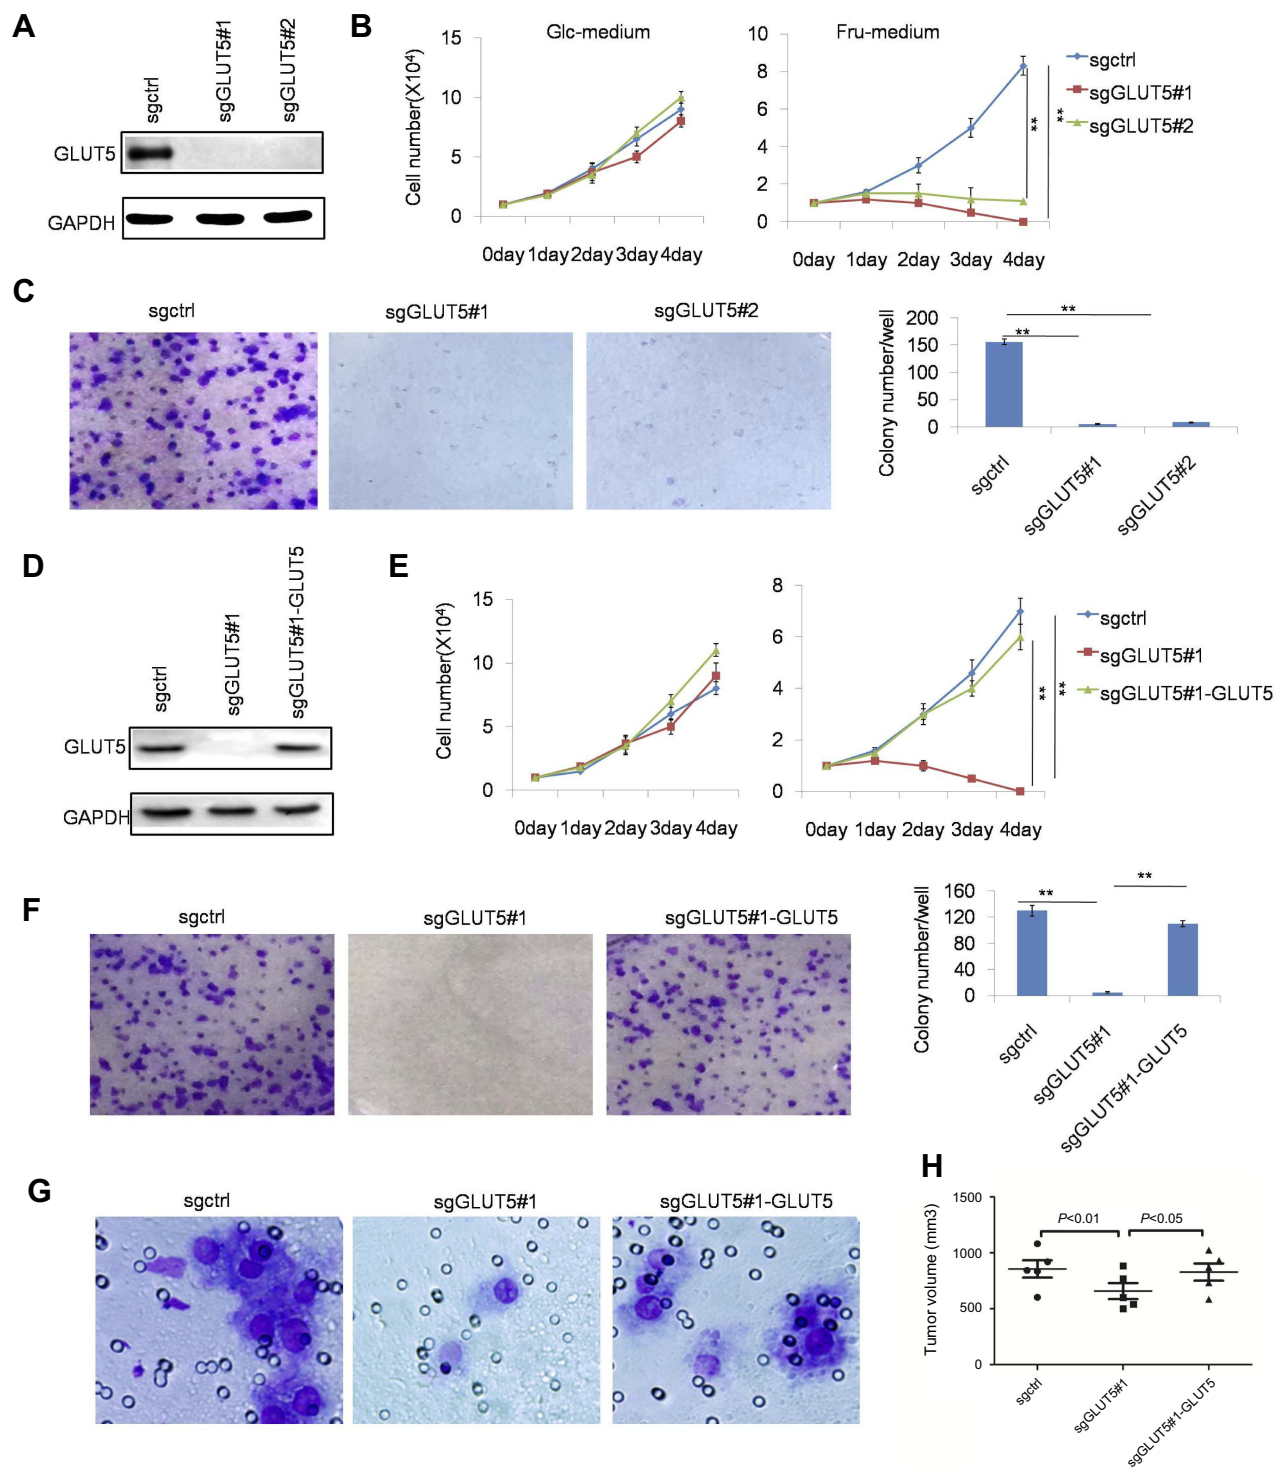 A
sgctrl
sgGLUT5#1
sgGLUT5#2
GLUT5
GAPDH
B
Glc-medium
Cell number(X10⁴)
15
10
5
0
0day 1day 2day 3day 4day
Fru-medium
10
8
6
4
2
0
0day 1day 2day 3day 4day
**
**
sgctrl
sgGLUT5#1
sgGLUT5#2
C
sgctrl
sgGLUT5#1
sgGLUT5#2
Colony number/well
200
150
100
50
0
**
**
sgctrl
sgGLUT5#1
sgGLUT5#2
D
sgctrl
sgGLUT5#1
sgGLUT5#1-GLUT5
GLUT5
GAPDH
E
Cell number(X10⁴)
15
10
5
0
0day 1day 2day 3day 4day
8
6
4
2
0
0day 1day 2day 3day 4day
**
**
sgctrl
sgGLUT5#1
sgGLUT5#1-GLUT5
F
sgctrl
sgGLUT5#1
sgGLUT5#1-GLUT5
Colony number/well
160
120
80
40
0
**
**
sgctrl
sgGLUT5#1
sgGLUT5#1-GLUT5
G
sgctrl
sgGLUT5#1
sgGLUT5#1-GLUT5
H
Tumor volume (mm3)
1500
1000
500
0
P<0.01
P<0.05
sgctrl
sgGLUT5#1
sgGLUT5#1-GLUT5